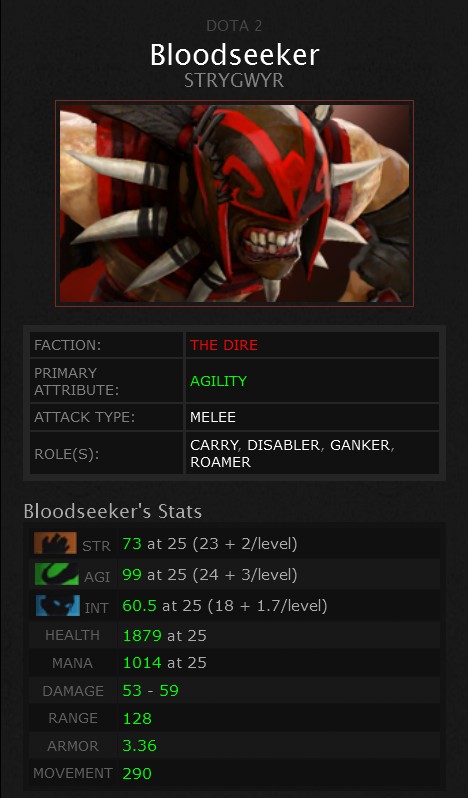 DOTA 2
Bloodseeker
STRYGWYR
FACTION: THE DIRE
PRIMARY
ATTRIBUTE: AGILITY
ATTACK TYPE: MELEE
ROLE(S): CARRY, DISABLER, GANKER,
ROAMER
Bloodseeker's Stats
STR 73 at 25 (23 + 2/level)
AGI 99 at 25 (24 + 3/level)
INT 60.5 at 25 (18 + 1.7/level)
HEALTH 1879 at 25
MANA 1014 at 25
DAMAGE 53 - 59
RANGE 128
ARMOR 3.36
MOVEMENT 290